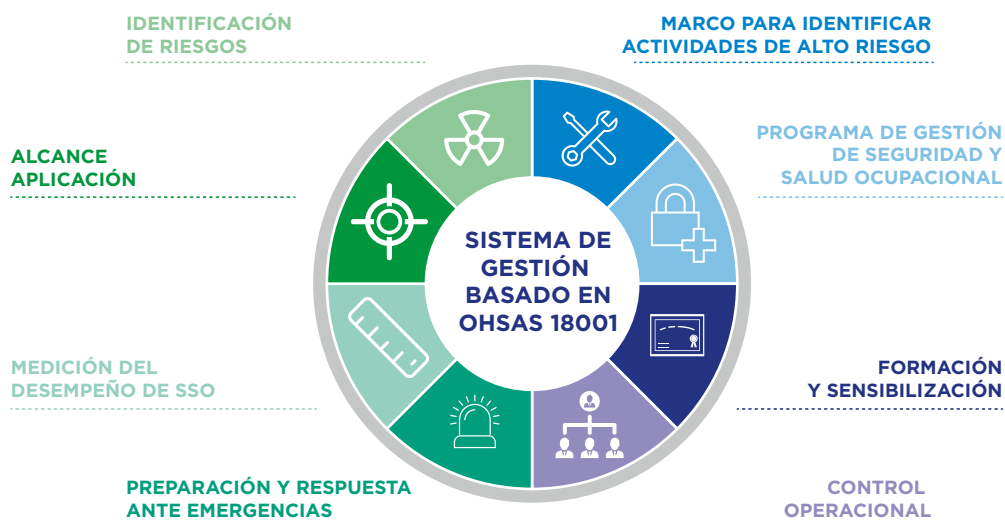 IDENTIFICACIÓN
DE RIESGOS
MARCO PARA IDENTIFICAR
ACTIVIDADES DE ALTO RIESGO
ALCANCE
APLICACIÓN
PROGRAMA DE GESTIÓN
DE SEGURIDAD Y
SALUD OCUPACIONAL
SISTEMA DE
GESTIÓN
BASADO EN
OHSAS 18001
MEDICIÓN DEL
DESEMPEÑO DE SSO
FORMACIÓN
Y SENSIBILIZACIÓN
PREPARACIÓN Y RESPUESTA
ANTE EMERGENCIAS
CONTROL
OPERACIONAL